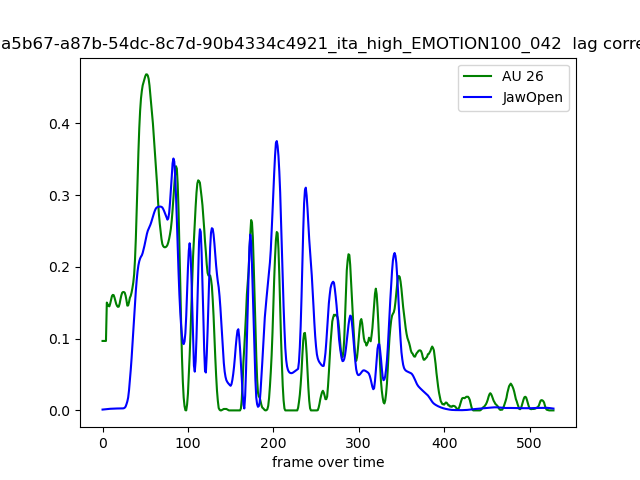 a5b67-a87b-54dc-8c7d-90b4334c4921_ita_high_EMOTION100_042 lag corre
AU 26
JawOpen
0.4
0.3
0.2
0.1
0.0
0 100 200 300 400 500
frame over time